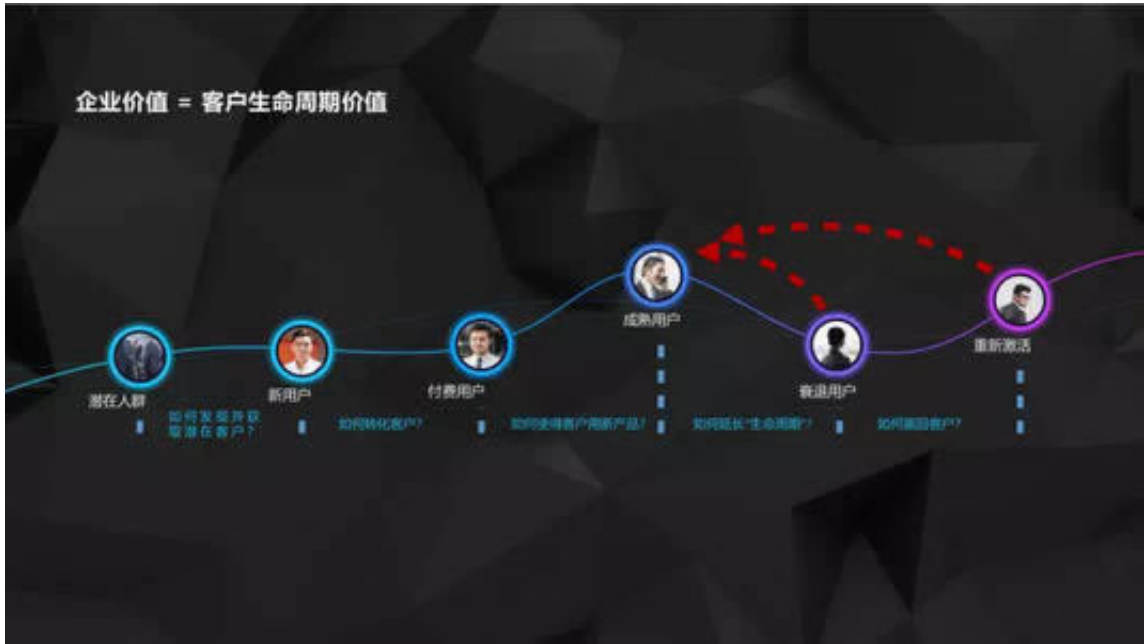 企业价值 = 客户生命周期价值
成熟用户
重新激活
衰退用户
付费用户
新用户
潜在人群
如何发现并获
取潜在客户?
如何转化客户?
如何使得客户用新产品?
如何延长“生命周期”?
如何赢回客户?